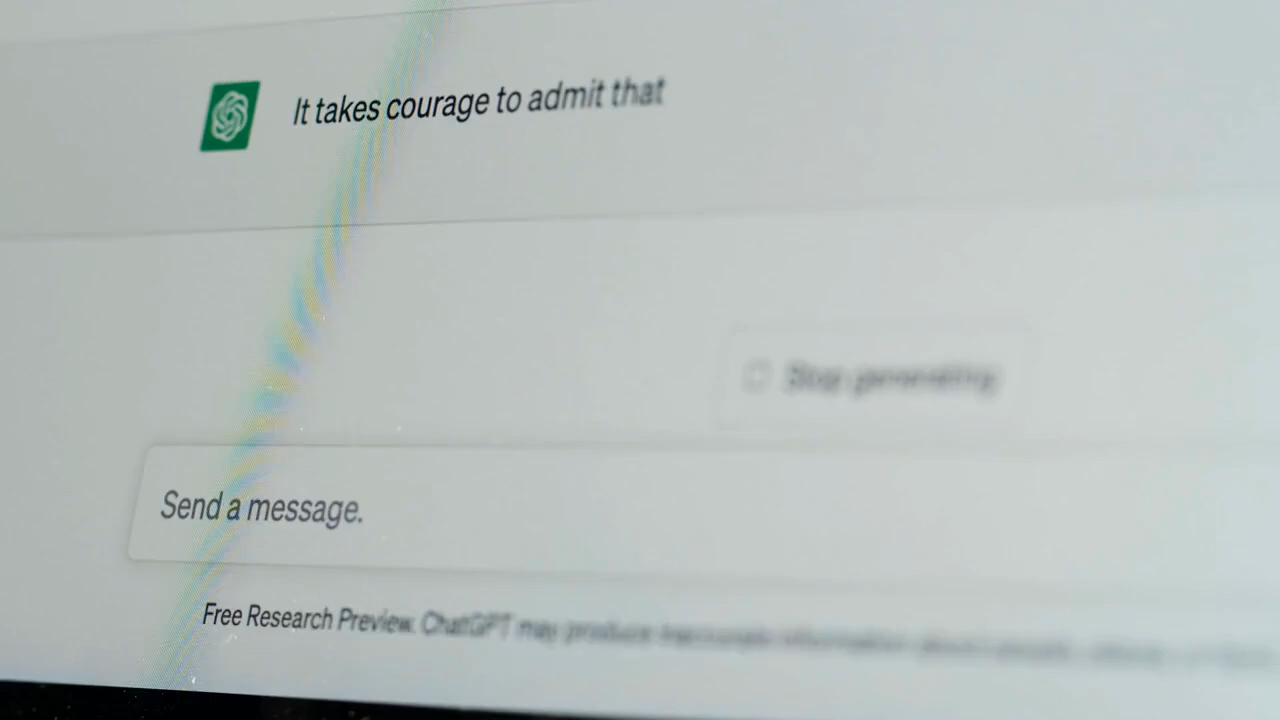 It takes courage to admit that
Stop generating
Send a message.
Free Research Preview. ChatGPT may produce inaccurate information about people,